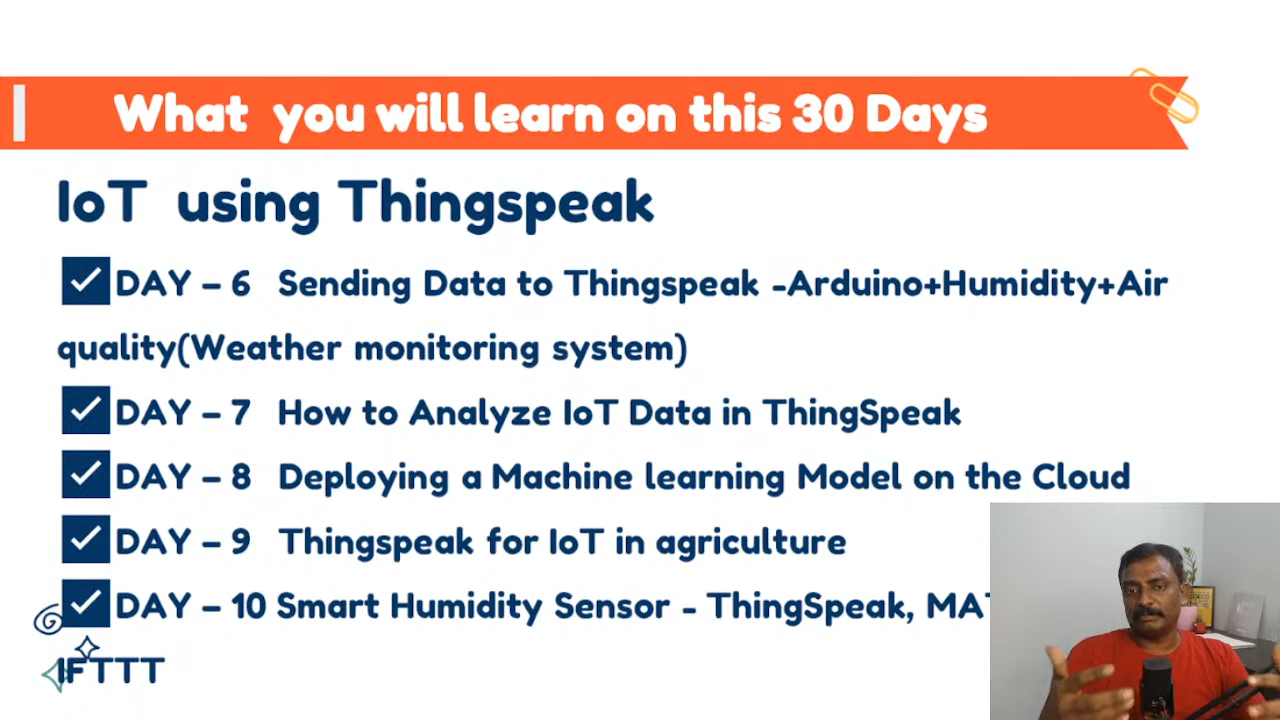 What you will learn on this 30 Days
IoT using Thingspeak
DAY – 6 Sending Data to Thingspeak -Arduino+Humidity+Air
quality(Weather monitoring system)
DAY – 7 How to Analyze IoT Data in ThingSpeak
DAY – 8 Deploying a Machine learning Model on the Cloud
DAY – 9 Thingspeak for IoT in agriculture
DAY – 10 Smart Humidity Sensor - ThingSpeak,
IFTTT